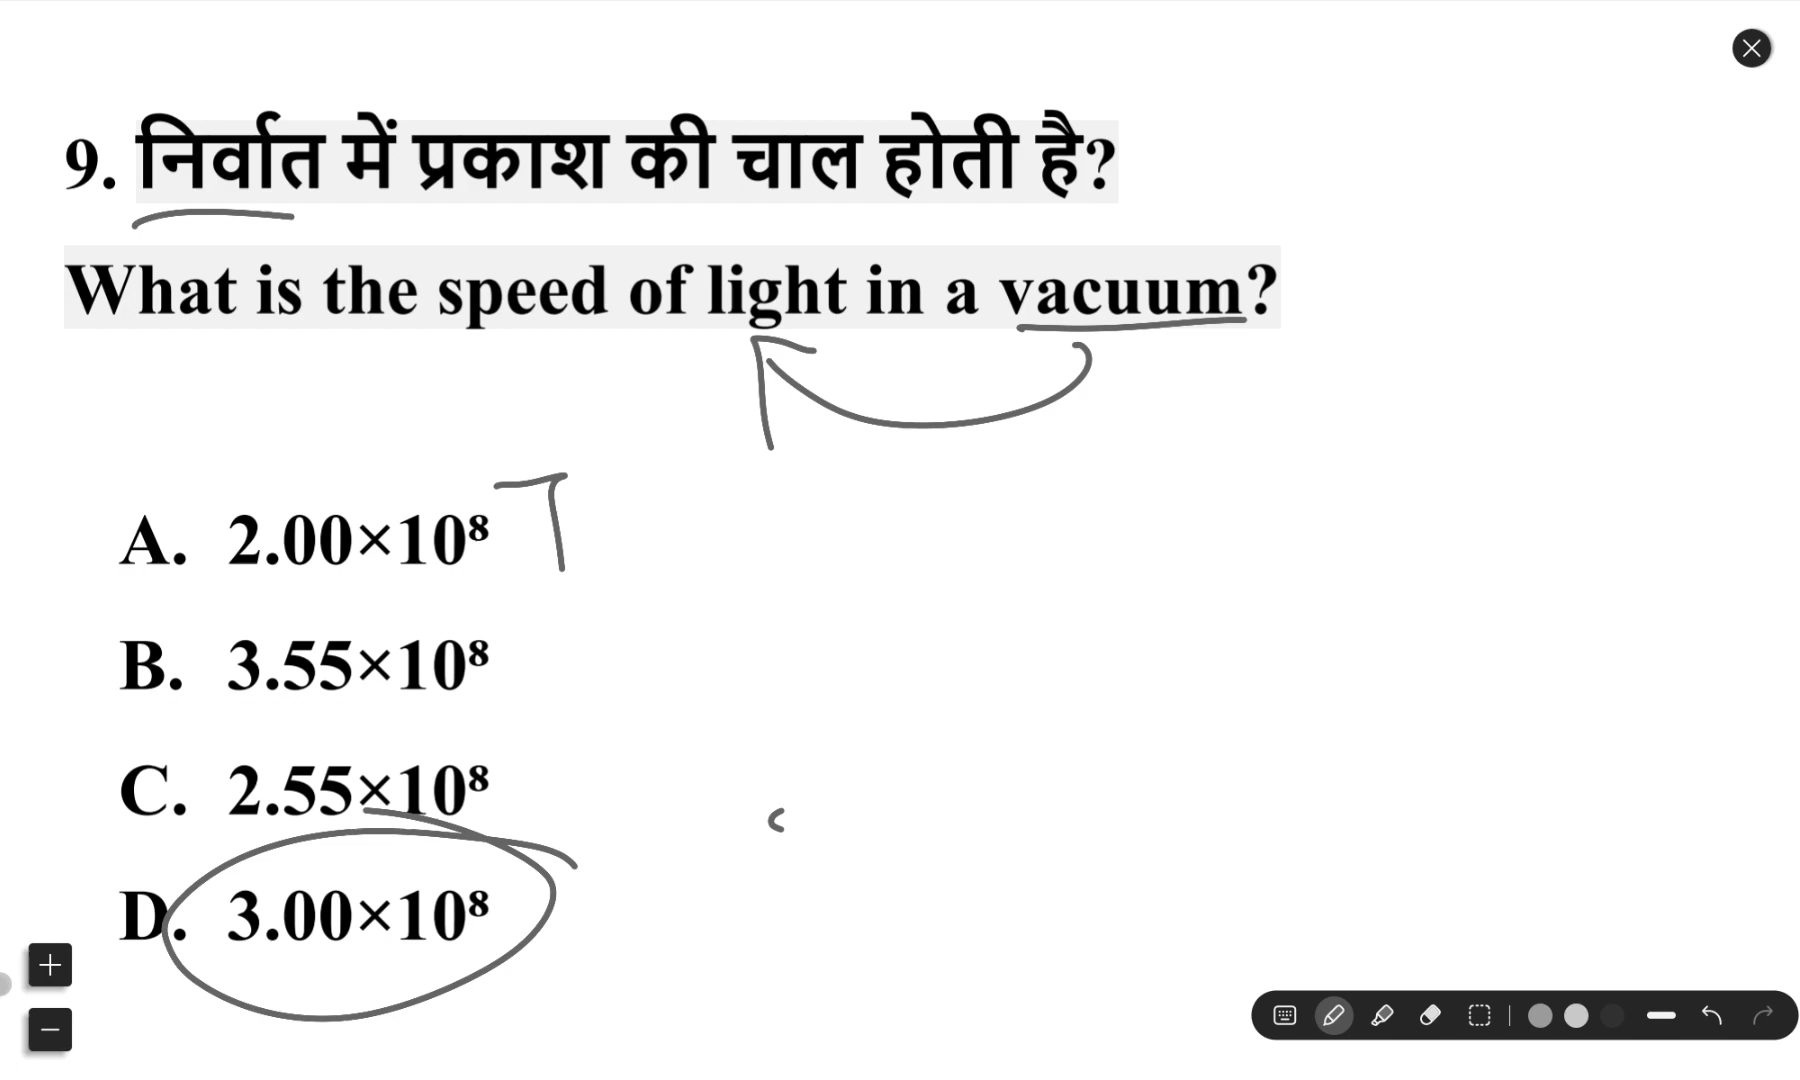 9. निर्वात में प्रकाश की चाल होती है?
What is the speed of light in a vacuum?
A. 2.00×10⁸
B. 3.55×10⁸
C. 2.55×10⁸
D. 3.00×10⁸